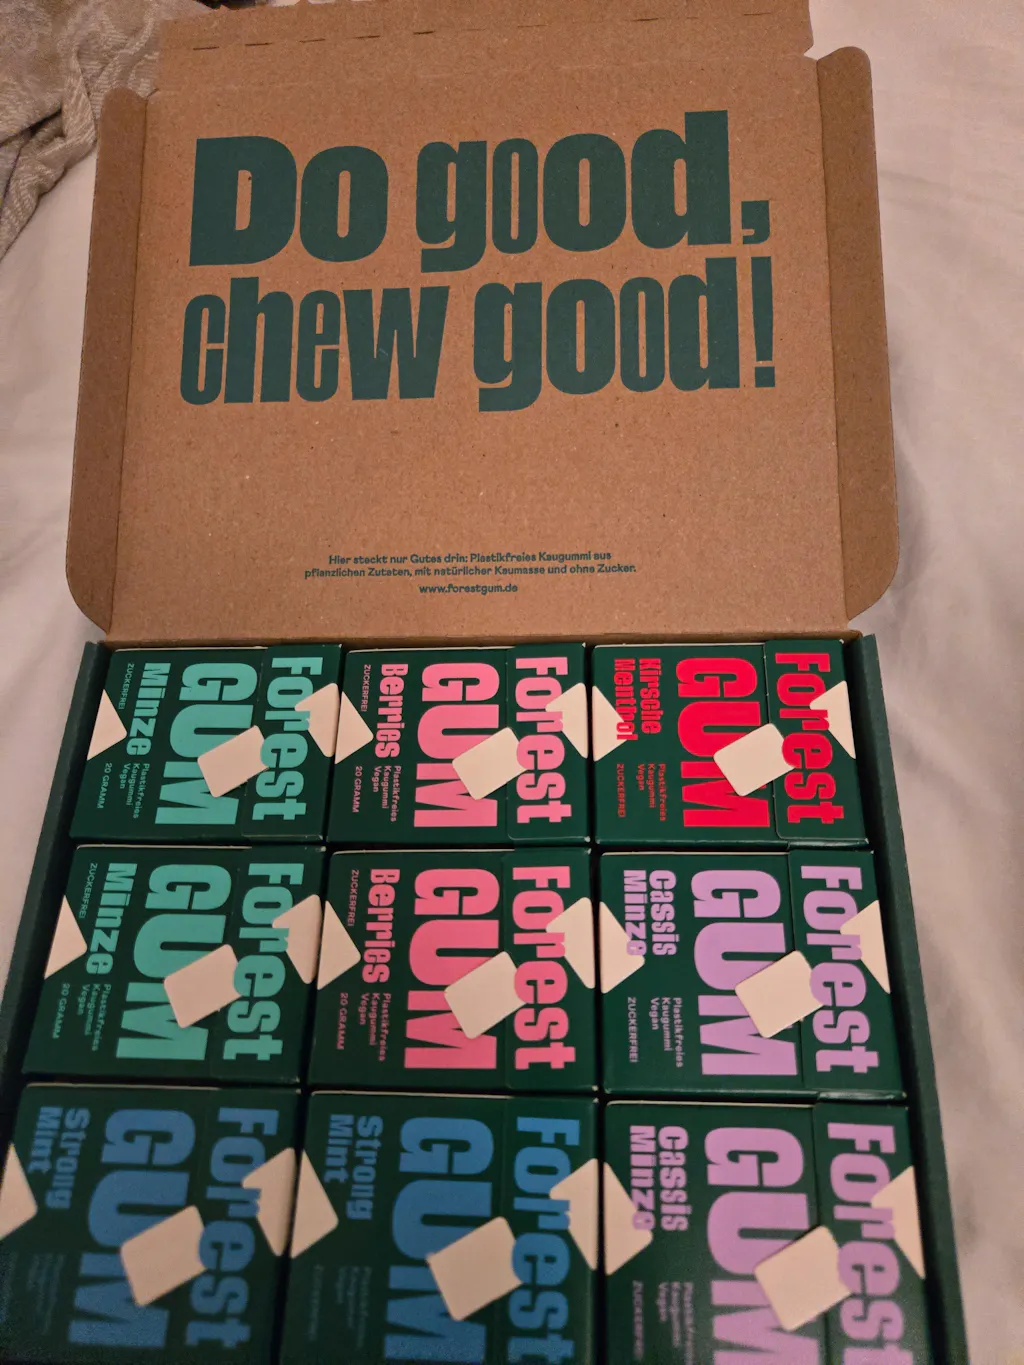 Do good,
chew good!
Hier steckt nur Gutes drin: Plastikfreies Kaugummi aus
pflanzlichen Zutaten, mit natürlicher Kaumasse und ohne Zucker.
www.forestgum.de
Forest
GUM
Minze
ZUCKERFREI
Plastikfreies
Kaugummi
Vegan
20 GRAMM
Forest
GUM
Berries
ZUCKERFREI
Plastikfreies
Kaugummi
Vegan
20 GRAMM
Forest
GUM
Kirsche
Menthol
Plastikfreies
Kaugummi
Vegan
ZUCKERFREI
Forest
GUM
Minze
ZUCKERFREI
Plastikfreies
Kaugummi
Vegan
20 GRAMM
Forest
GUM
Berries
ZUCKERFREI
Plastikfreies
Kaugummi
Vegan
20 GRAMM
Forest
GUM
Cassis
Minze
Plastikfreies
Kaugummi
Vegan
ZUCKERFREI
Forest
GUM
Strong
Mint
Forest
GUM
Strong
Mint
Forest
GUM
Cassis
Minze
Plastikfreies
Kaugummi
Vegan
ZUCKERFREI